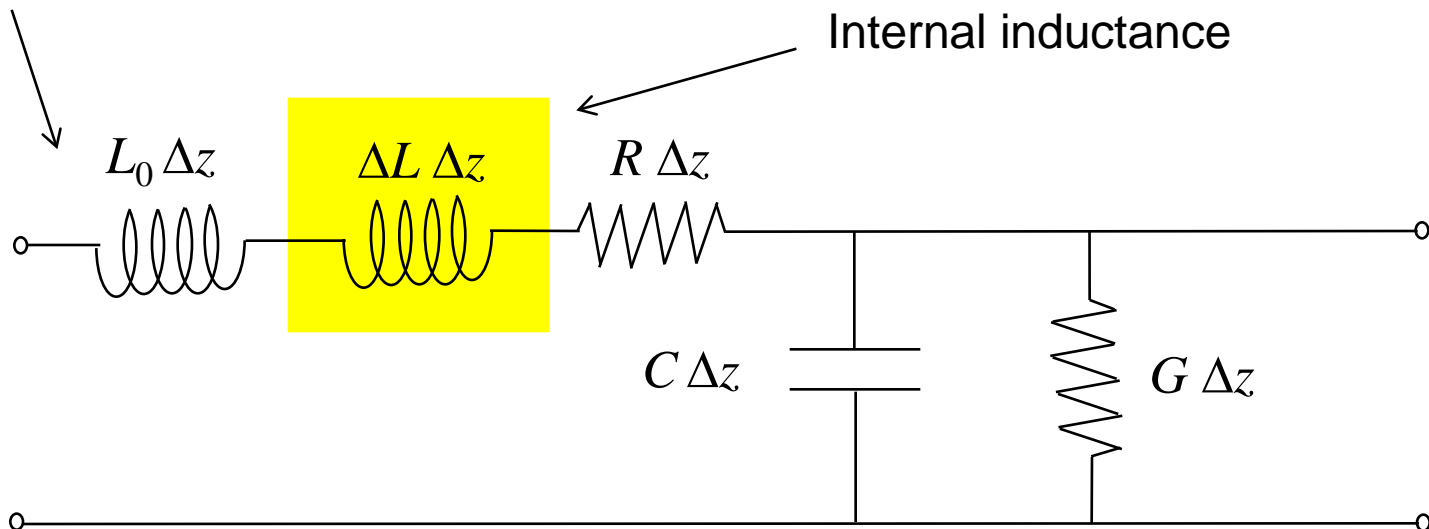 Internal inductance
L₀ Δz
ΔL Δz
R Δz
C Δz
G Δz